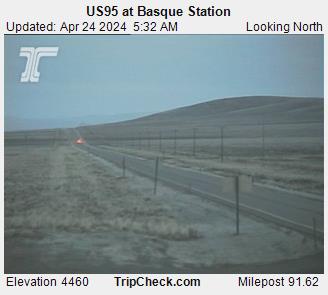 US95 at Basque Station
Updated: Apr 24 2024 5:32 AM Looking North
Elevation 4460 TripCheck.com Milepost 91.62